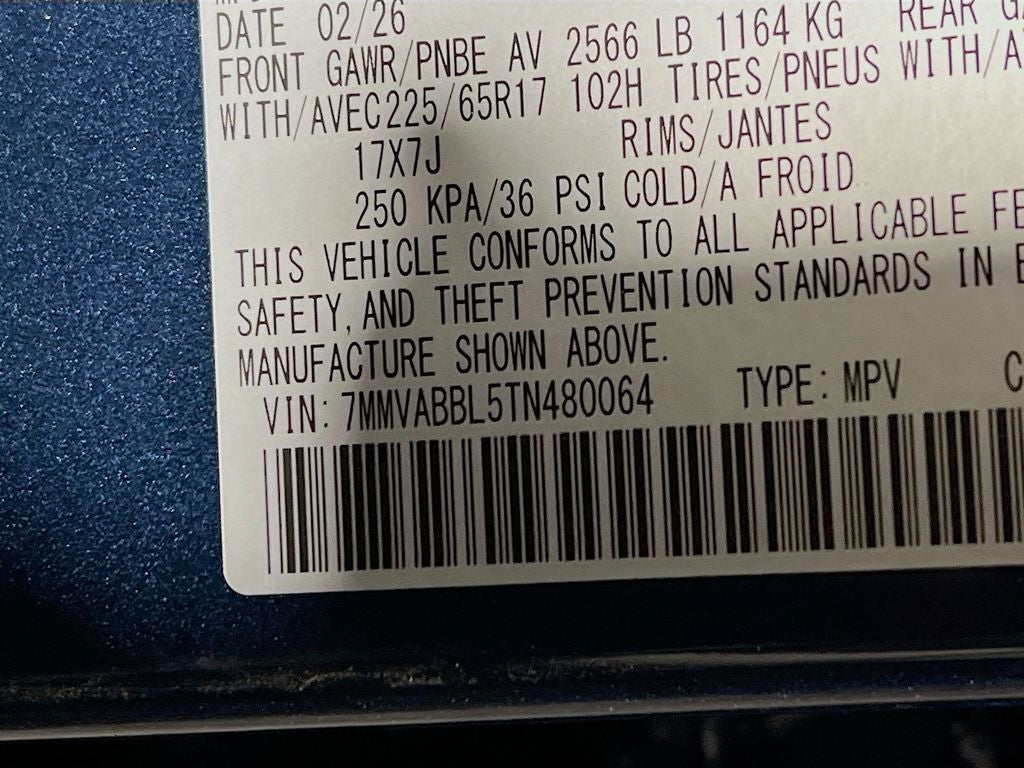 DATE 02/26
FRONT GAWR/PNBE AV 2566 LB 1164 KG REAR
WITH/AVEC225/65R17 102H TIRES/PNEUS WITH/
17X7J RIMS/JANTES
250 KPA/36 PSI COLD/A FROID
THIS VEHICLE CONFORMS TO ALL APPLICABLE
SAFETY, AND THEFT PREVENTION STANDARDS IN
MANUFACTURE SHOWN ABOVE.
VIN: 7MMVABBL5TN480064 TYPE: MPV